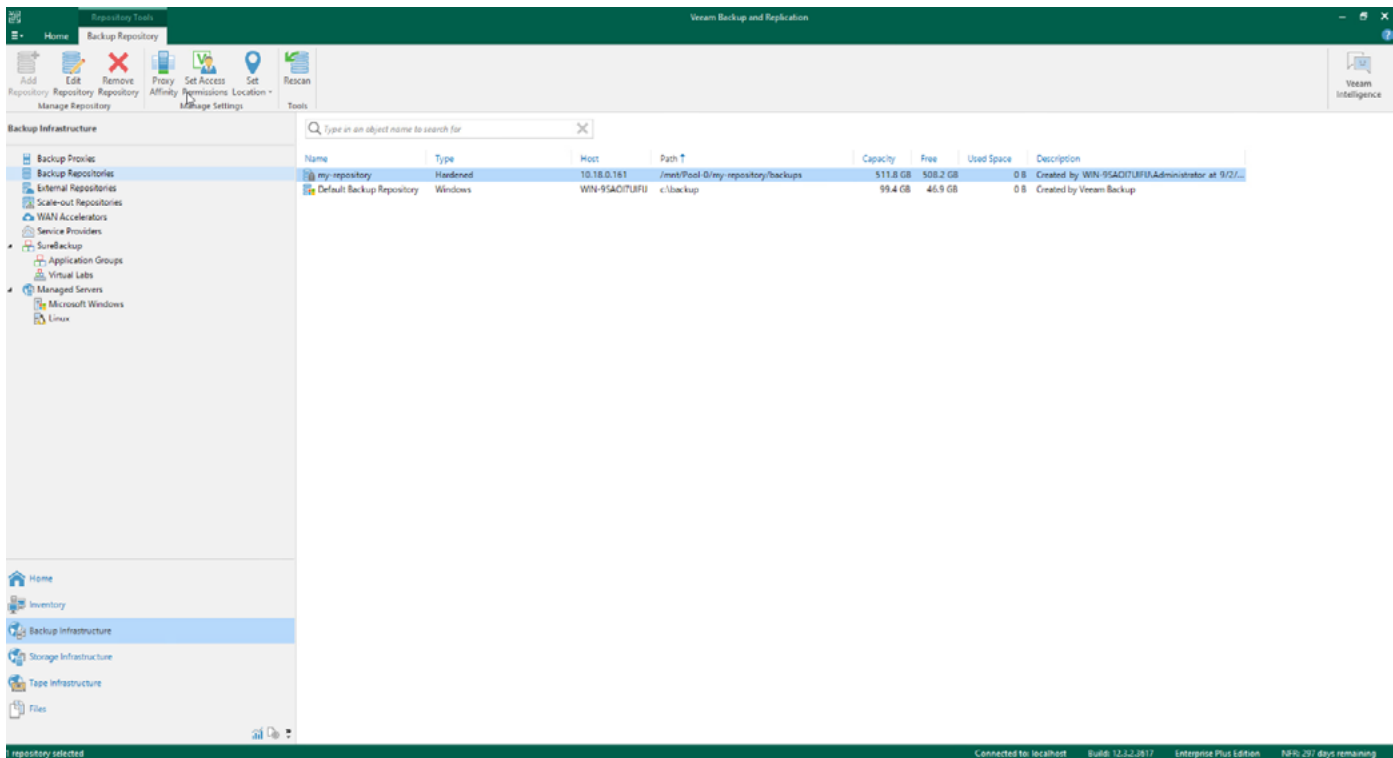 Repository Tools
Veeam Backup and Replication
Home Backup Repository
Add Repository
Edit Repository
Remove Repository
Proxy Affinity
Set Access Permissions
Set Location
Rescan
Veeam Intelligence
Manage Repository
Manage Settings
Tools
Backup Infrastructure
Type in an object name to search for
Backup Proxies
Backup Repositories
External Repositories
Scale-out Repositories
WAN Accelerators
Service Providers
SureBackup
Application Groups
Virtual Labs
Managed Servers
Microsoft Windows
Linux
Name Type Host Path Capacity Free Used Space Description
my-repository Hardened 10.18.0.161 /mnt/Pool-0/my-repository/backups 511.8 GB 508.2 GB 0 B Created by at 9/2/...
Default Backup Repository Windows c:\backup 99.4 GB 46.9 GB 0 B Created by Veeam Backup
Home
Inventory
Backup Infrastructure
Storage Infrastructure
Tape Infrastructure
Files
1 repository selected
Connected to: localhost Build: 12.3.2.3617 Enterprise Plus Edition NFR: 297 days remaining